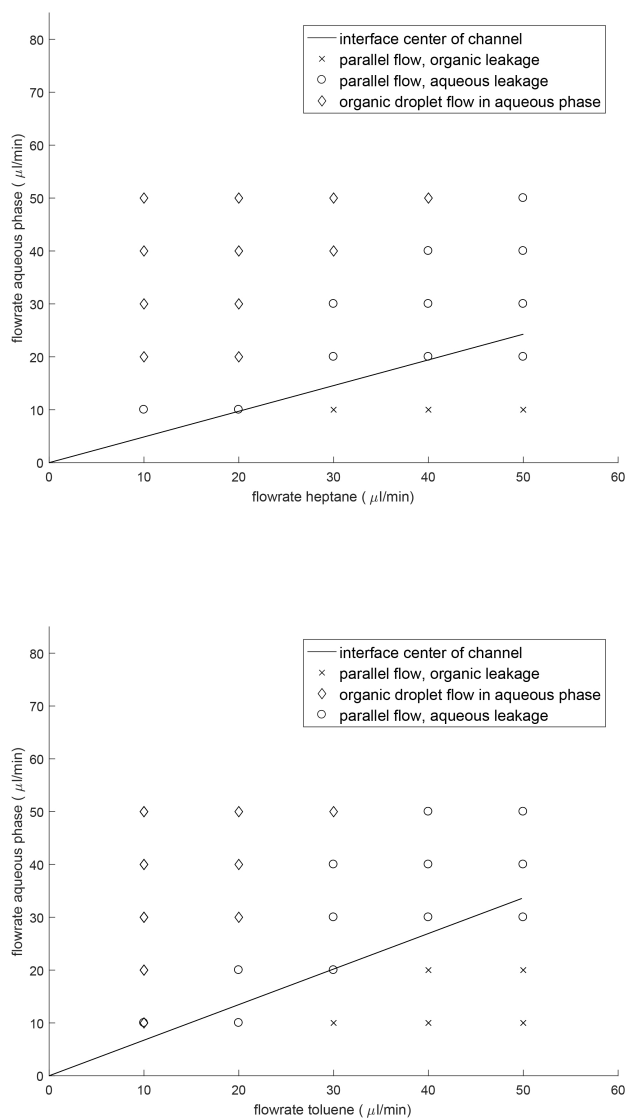 80
70
60
50
40
30
20
10
0
flowrate aqueous phase ( μl/min)
interface center of channel
parallel flow, organic leakage
parallel flow, aqueous leakage
organic droplet flow in aqueous phase
0 10 20 30 40 50 60
flowrate heptane ( μl/min)
80
70
60
50
40
30
20
10
0
flowrate aqueous phase ( μl/min)
interface center of channel
parallel flow, organic leakage
organic droplet flow in aqueous phase
parallel flow, aqueous leakage
0 10 20 30 40 50 60
flowrate toluene ( μl/min)